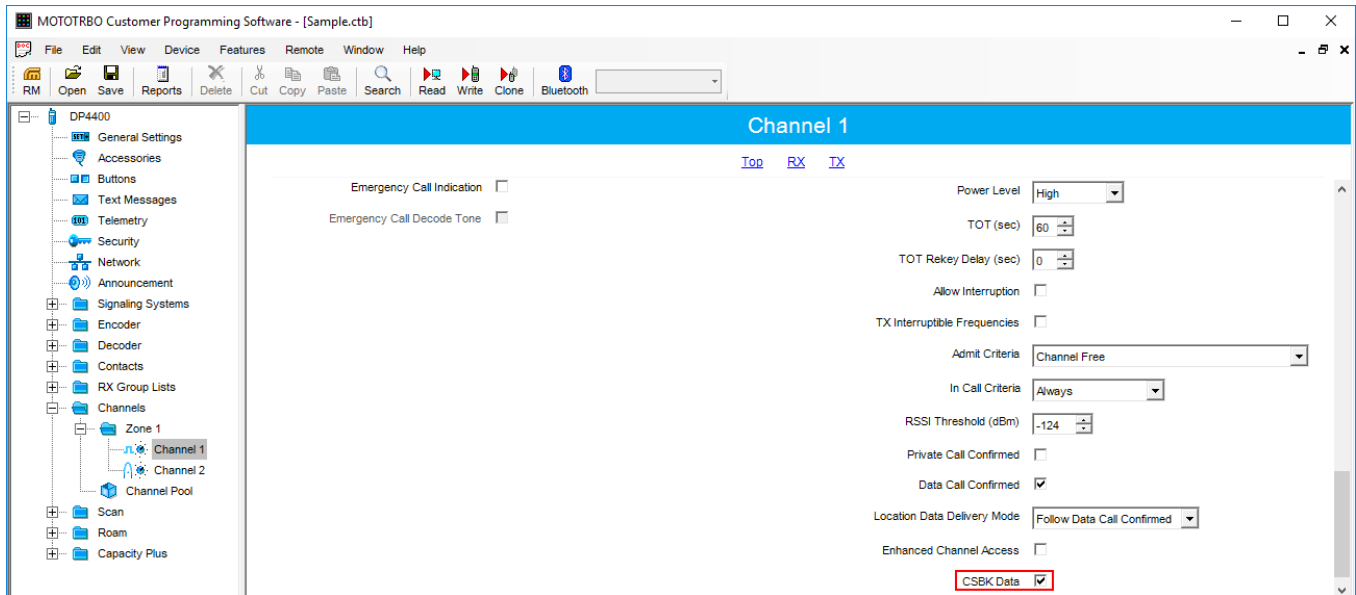 MOTOTRBO Customer Programming Software - [Sample.ctb]
File Edit View Device Features Remote Window Help
RM Open Save Reports Delete Cut Copy Paste Search Read Write Clone Bluetooth
DP4400
General Settings
Accessories
Buttons
Text Messages
Telemetry
Security
Network
Announcement
Signaling Systems
Encoder
Decoder
Contacts
RX Group Lists
Channels
Zone 1
Channel 1
Channel 2
Channel Pool
Scan
Roam
Capacity Plus
Channel 1
Top RX TX
Emergency Call Indication
Emergency Call Decode Tone
Power Level High
TOT (sec) 60
TOT Rekey Delay (sec) 0
Allow Interruption
TX Interruptible Frequencies
Admit Criteria Channel Free
In Call Criteria Always
RSSI Threshold (dBm) -124
Private Call Confirmed
Data Call Confirmed
Location Data Delivery Mode Follow Data Call Confirmed
Enhanced Channel Access
CSBK Data